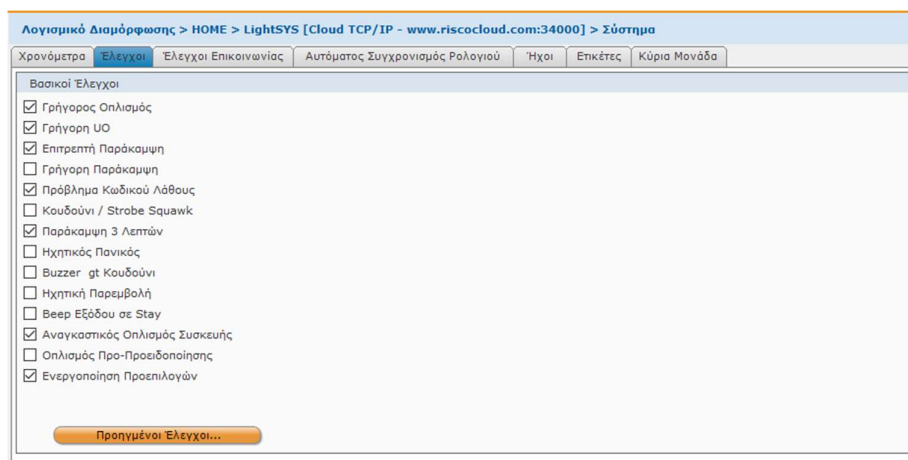 Λογισμικό Διαμόρφωσης > HOME > LightSYS [Cloud TCP/IP - www.riscocloud.com:34000] > Σύστημα
Χρονόμετρα Έλεγχοι Έλεγχοι Επικοινωνίας Αυτόματος Συγχρονισμός Ρολογιού Ήχοι Ετικέτες Κύρια Μονάδα
Βασικοί Έλεγχοι
Γρήγορος Οπλισμός
Γρήγορη UO
Επιτρεπτή Παράκαμψη
Γρήγορη Παράκαμψη
Πρόβλημα Κωδικού Λάθους
Κουδούνι / Strobe Squawk
Παράκαμψη 3 Λεπτών
Ηχητικός Πανικός
Buzzer gt Κουδούνι
Ηχητική Παρεμβολή
Beep Εξόδου σε Stay
Αναγκαστικός Οπλισμός Συσκευής
Οπλισμός Προ-Προειδοποίησης
Ενεργοποίηση Προεπιλογών
Προηγμένοι Έλεγχοι...